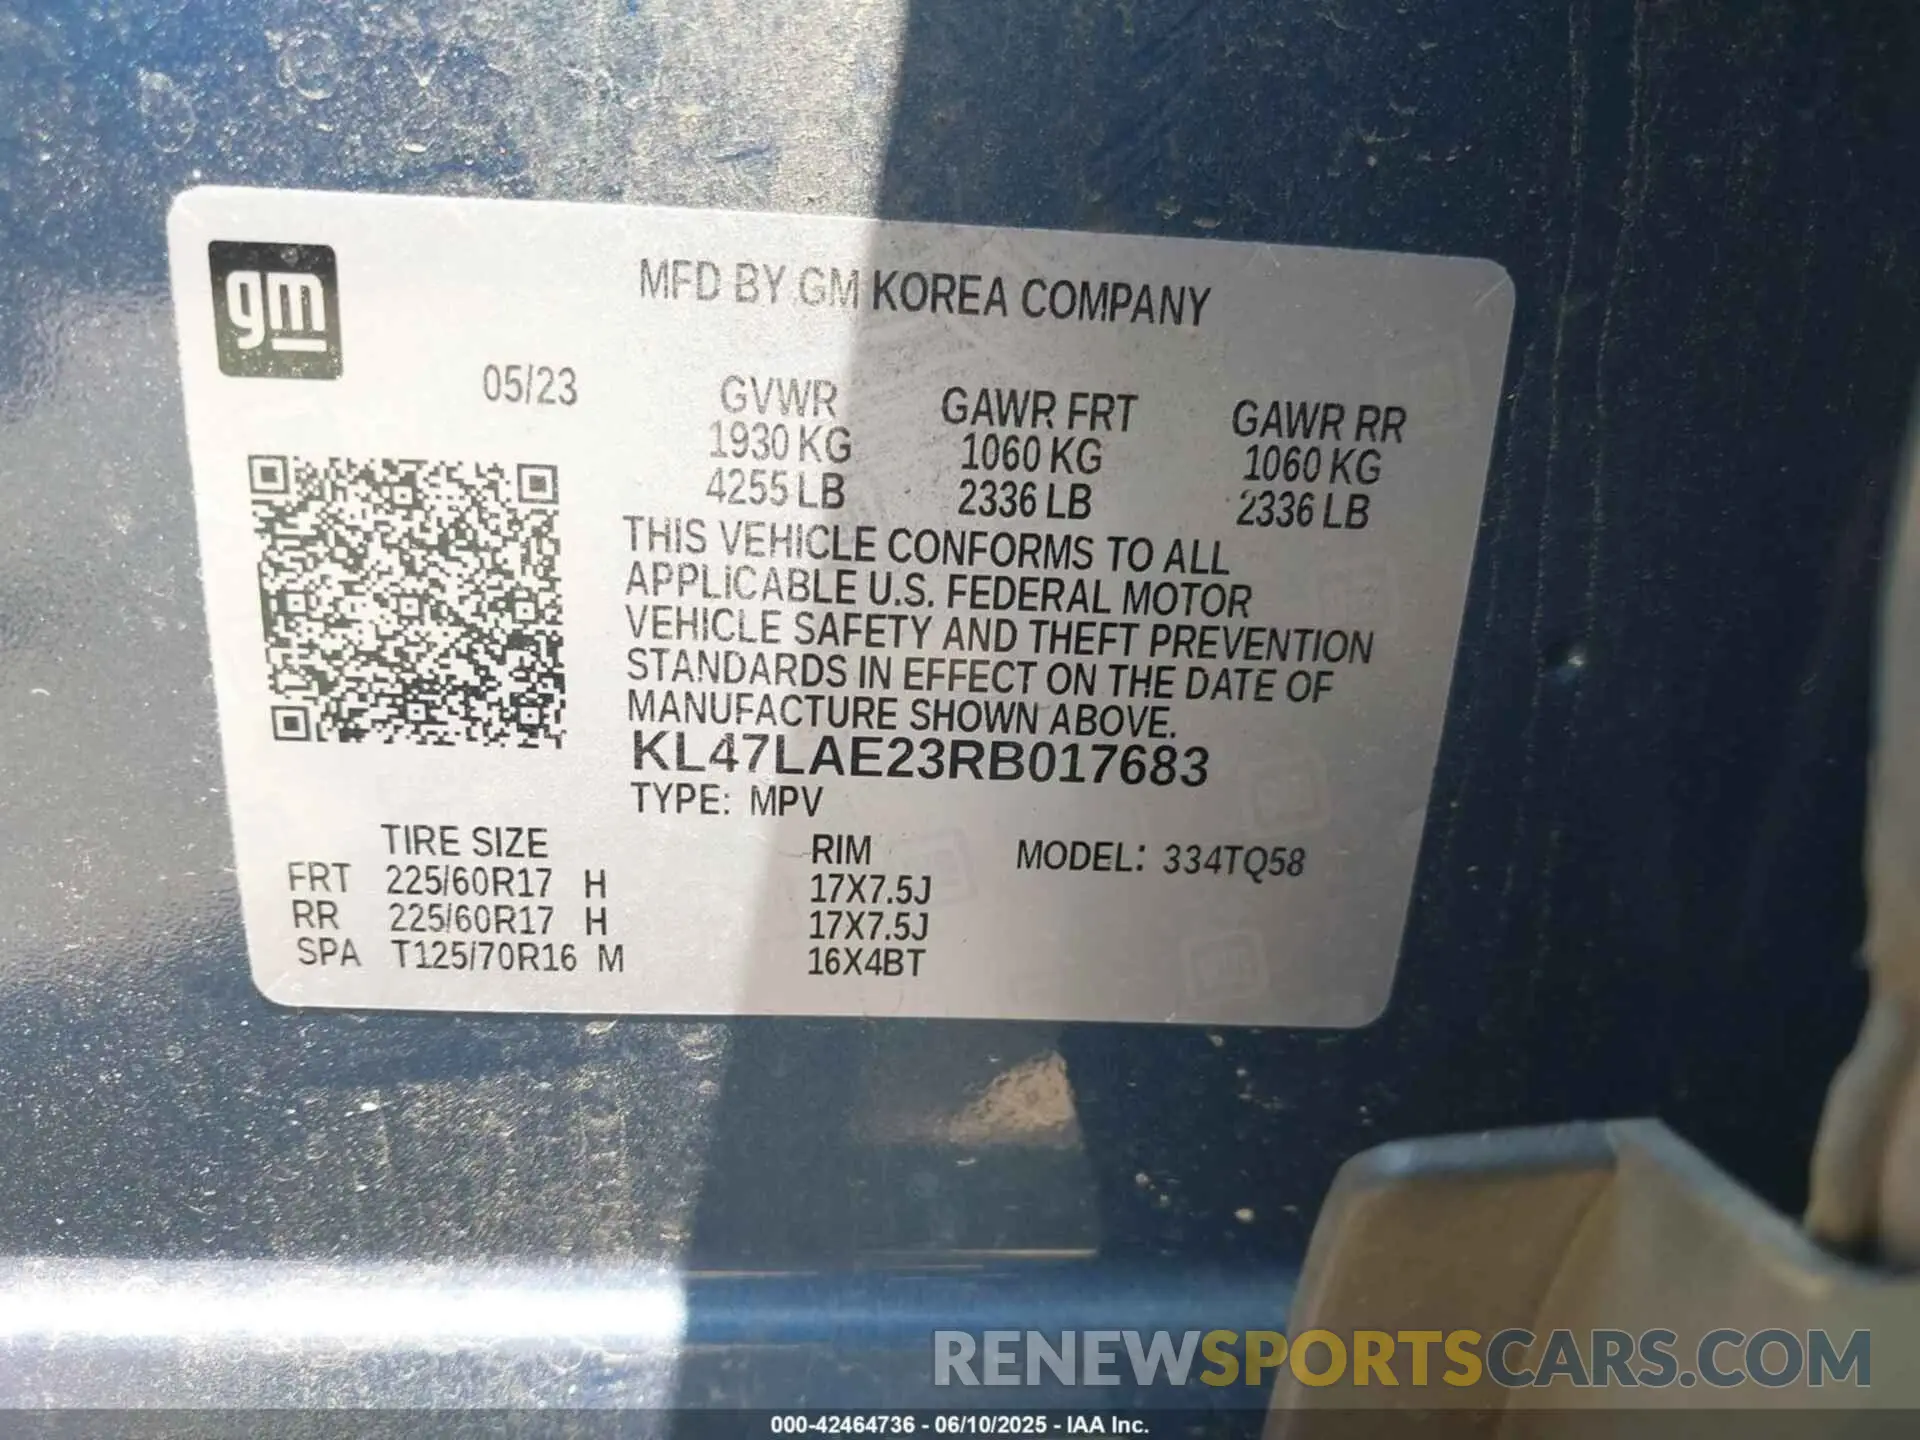 gm
MFD BY GM KOREA COMPANY
05/23
GVWR GAWR FRT GAWR RR
1930 KG 1060 KG 1060 KG
4255 LB 2336 LB 2336 LB
THIS VEHICLE CONFORMS TO ALL
APPLICABLE U.S. FEDERAL MOTOR
VEHICLE SAFETY AND THEFT PREVENTION
STANDARDS IN EFFECT ON THE DATE OF
MANUFACTURE SHOWN ABOVE.
KL47LAE23RB017683
TYPE: MPV
TIRE SIZE RIM MODEL: 334TQ58
FRT 225/60R17 H 17X7.5J
RR 225/60R17 H 17X7.5J
SPA T125/70R16 M 16X4BT
RENEWSPORTSCARS.COM
000-42464736 - 06/10/2025 - IAA Inc.